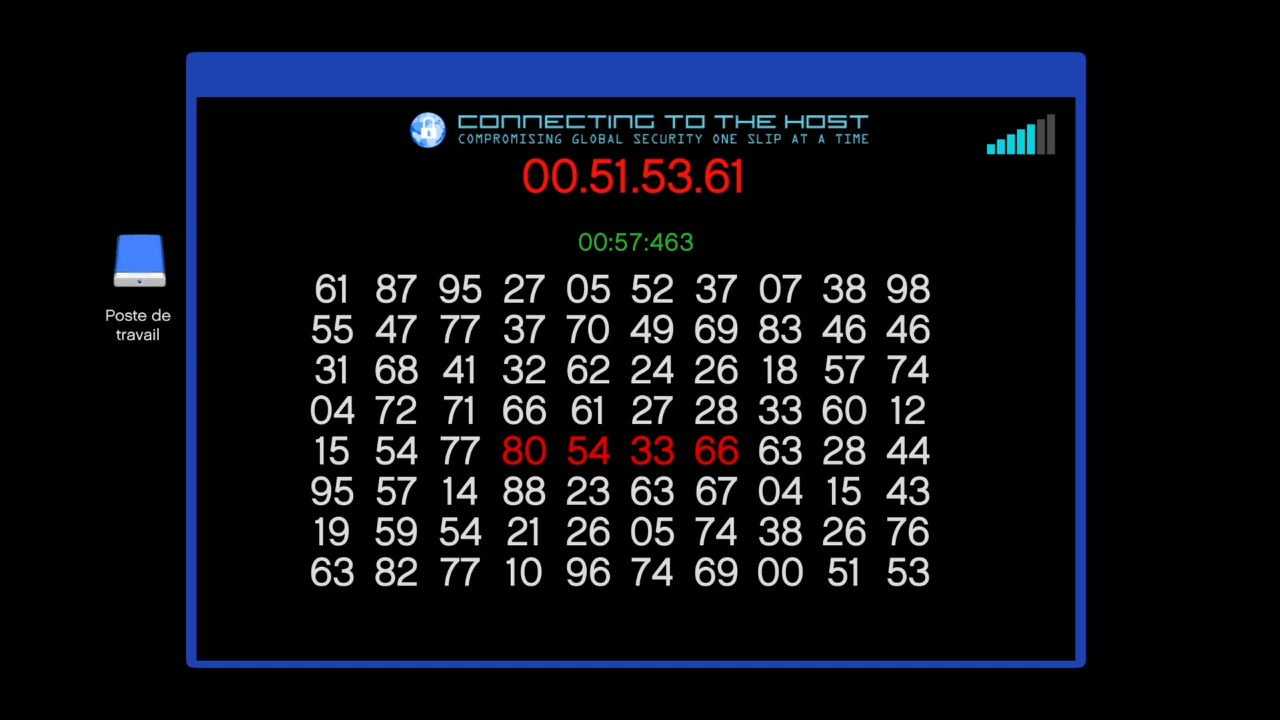 CONNECTING TO THE HOST
COMPROMISING GLOBAL SECURITY ONE SLIP AT A TIME
00.51.53.61
00:57:463
61 87 95 27 05 52 37 07 38 98
55 47 77 37 70 49 69 83 46 46
31 68 41 32 62 24 26 18 57 74
04 72 71 66 61 27 28 33 60 12
15 54 77 80 54 33 66 63 28 44
95 57 14 88 23 63 67 04 15 43
19 59 54 21 26 05 74 38 26 76
63 82 77 10 96 74 69 00 51 53
Poste de
travail